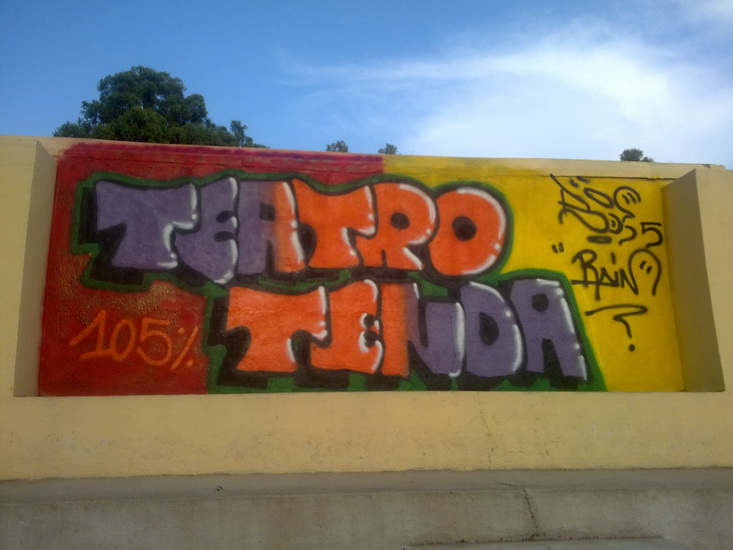 TEATRO
TENDA
105%
RAIN
?